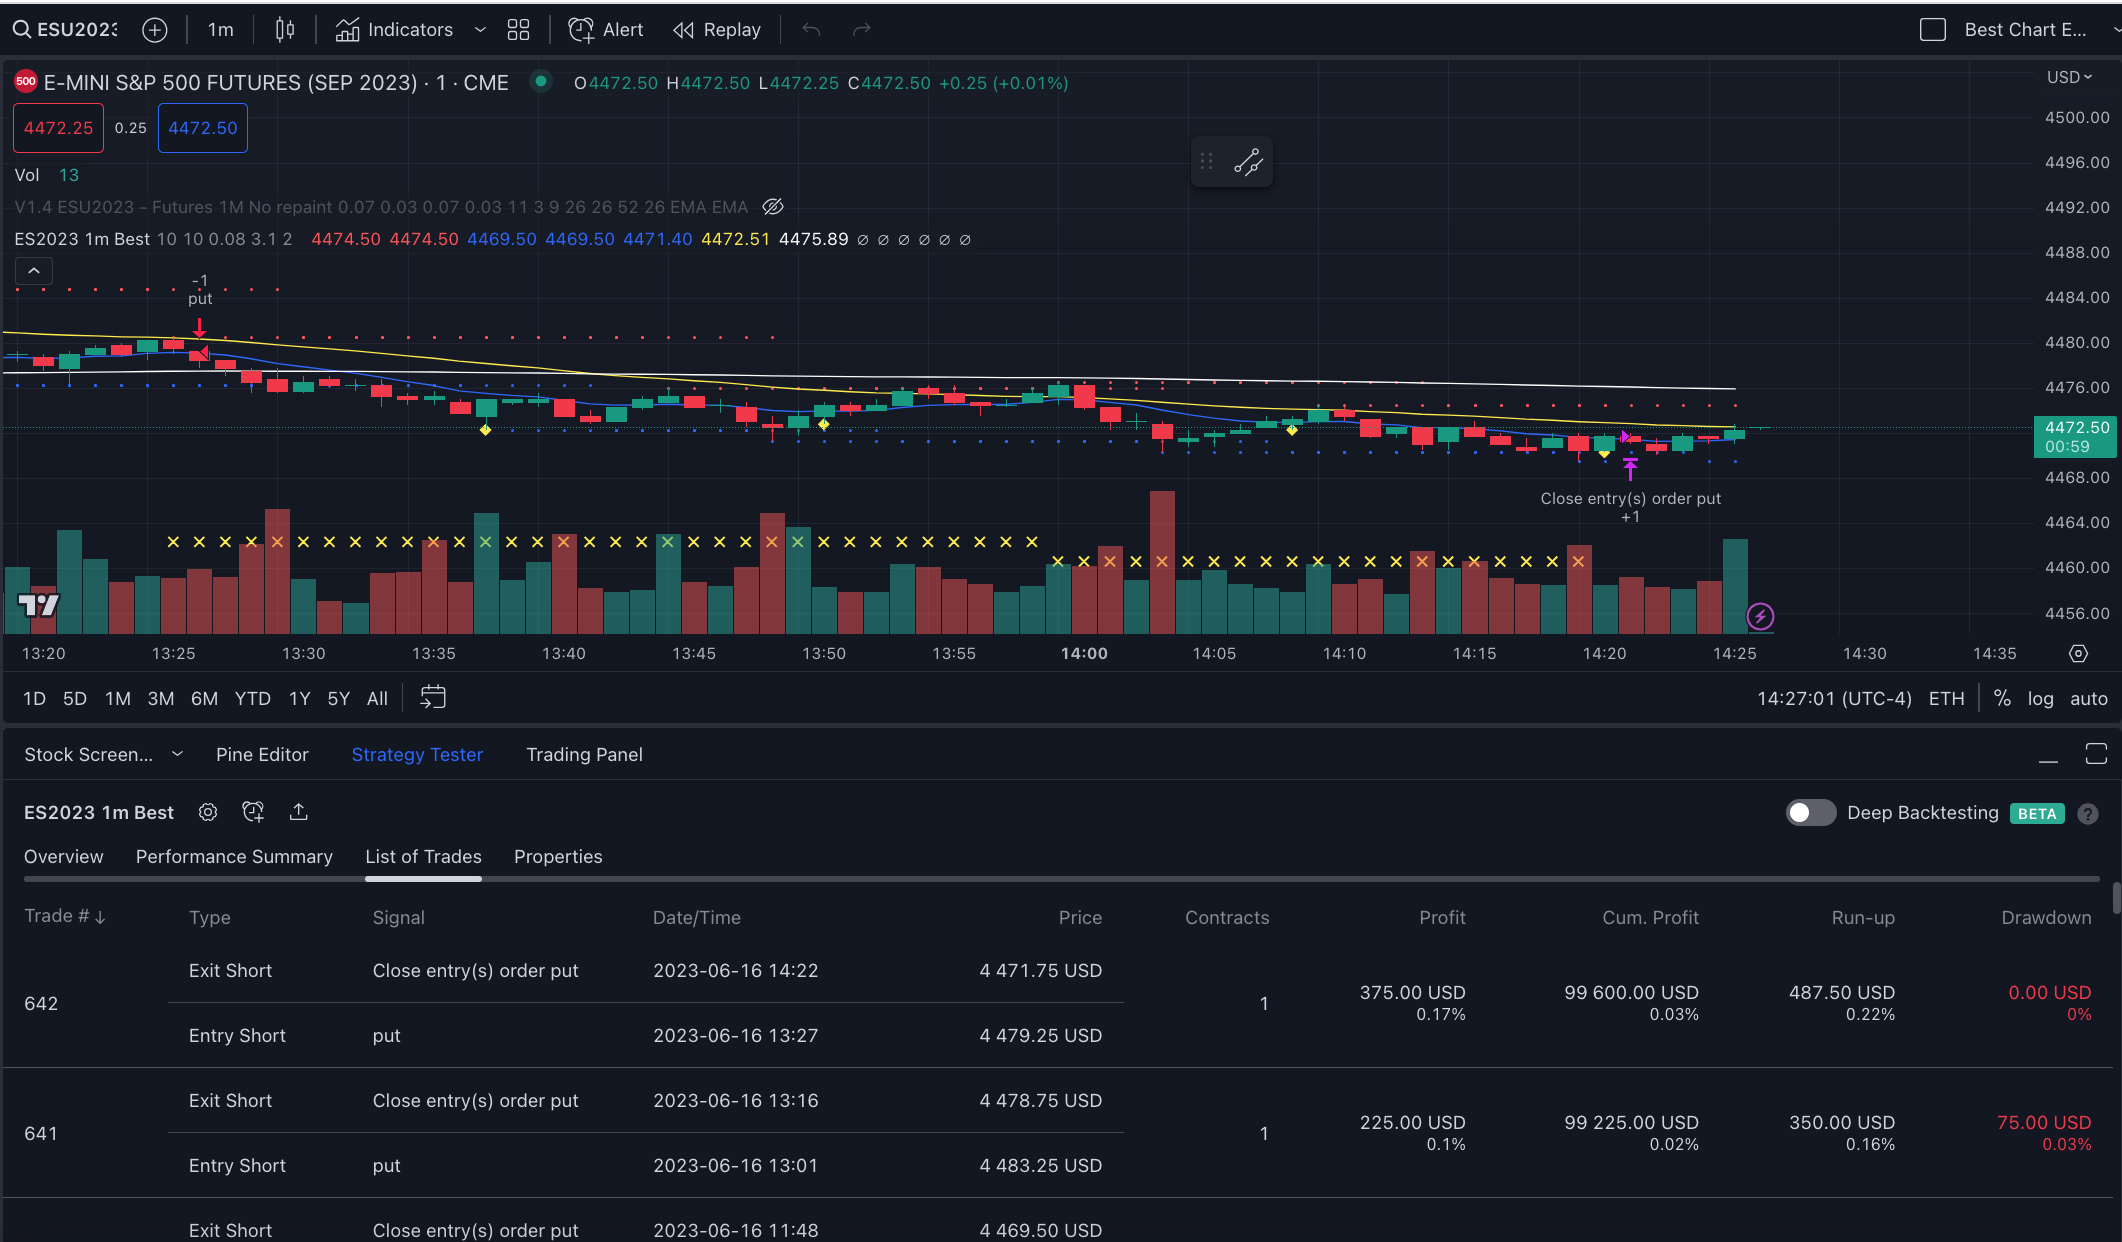 ESU2023 1m Indicators Alert Replay Best Chart E...
500 E-MINI S&P 500 FUTURES (SEP 2023) · 1 · CME O4472.50 H4472.50 L4472.25 C4472.50 +0.25 (+0.01%) USD
4472.25 0.25 4472.50
Vol 13
V1.4 ESU2023 – Futures 1M No repaint 0.07 0.03 0.07 0.03 11 3 9 26 26 52 26 EMA EMA
ES2023 1m Best 10 10 0.08 3.1 2 4474.50 4474.50 4469.50 4469.50 4471.40 4472.51 4475.89 ∅ ∅ ∅ ∅ ∅ ∅
4500.00
4496.00
4492.00
4488.00
4484.00
4480.00
4476.00
4472.50
00:59
4468.00
4464.00
4460.00
4456.00
-1
put
Close entry(s) order put
+1
13:20 13:25 13:30 13:35 13:40 13:45 13:50 13:55 14:00 14:05 14:10 14:15 14:20 14:25 14:30 14:35
1D 5D 1M 3M 6M YTD 1Y 5Y All 14:27:01 (UTC-4) ETH % log auto
Stock Screen... Pine Editor Strategy Tester Trading Panel
ES2023 1m Best Deep Backtesting BETA ?
Overview Performance Summary List of Trades Properties
Trade # ↓ Type Signal Date/Time Price Contracts Profit Cum. Profit Run-up Drawdown
Exit Short Close entry(s) order put 2023-06-16 14:22 4 471.75 USD
642 1 375.00 USD 99 600.00 USD 487.50 USD 0.00 USD
0.17% 0.03% 0.22% 0%
Entry Short put 2023-06-16 13:27 4 479.25 USD
Exit Short Close entry(s) order put 2023-06-16 13:16 4 478.75 USD
641 1 225.00 USD 99 225.00 USD 350.00 USD 75.00 USD
0.1% 0.02% 0.16% 0.03%
Entry Short put 2023-06-16 13:01 4 483.25 USD
Exit Short Close entry(s) order put 2023-06-16 11:48 4 469.50 USD